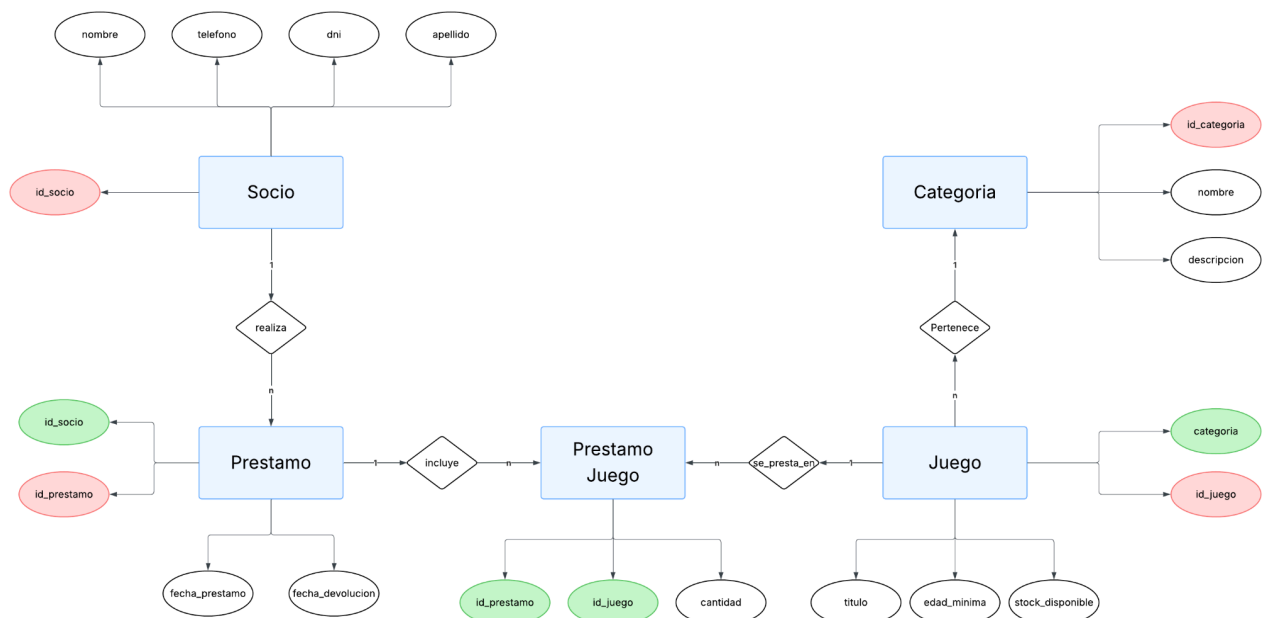 nombre
telefono
dni
apellido
id_categoria
id_socio
Socio
Categoria
nombre
descripcion
1
1
realiza
Pertenece
n
n
id_socio
categoria
Prestamo
1
incluye
n
Prestamo
Juego
n
se_presta_en
1
Juego
id_prestamo
id_juego
fecha_prestamo
fecha_devolucion
id_prestamo
id_juego
cantidad
titulo
edad_minima
stock_disponible